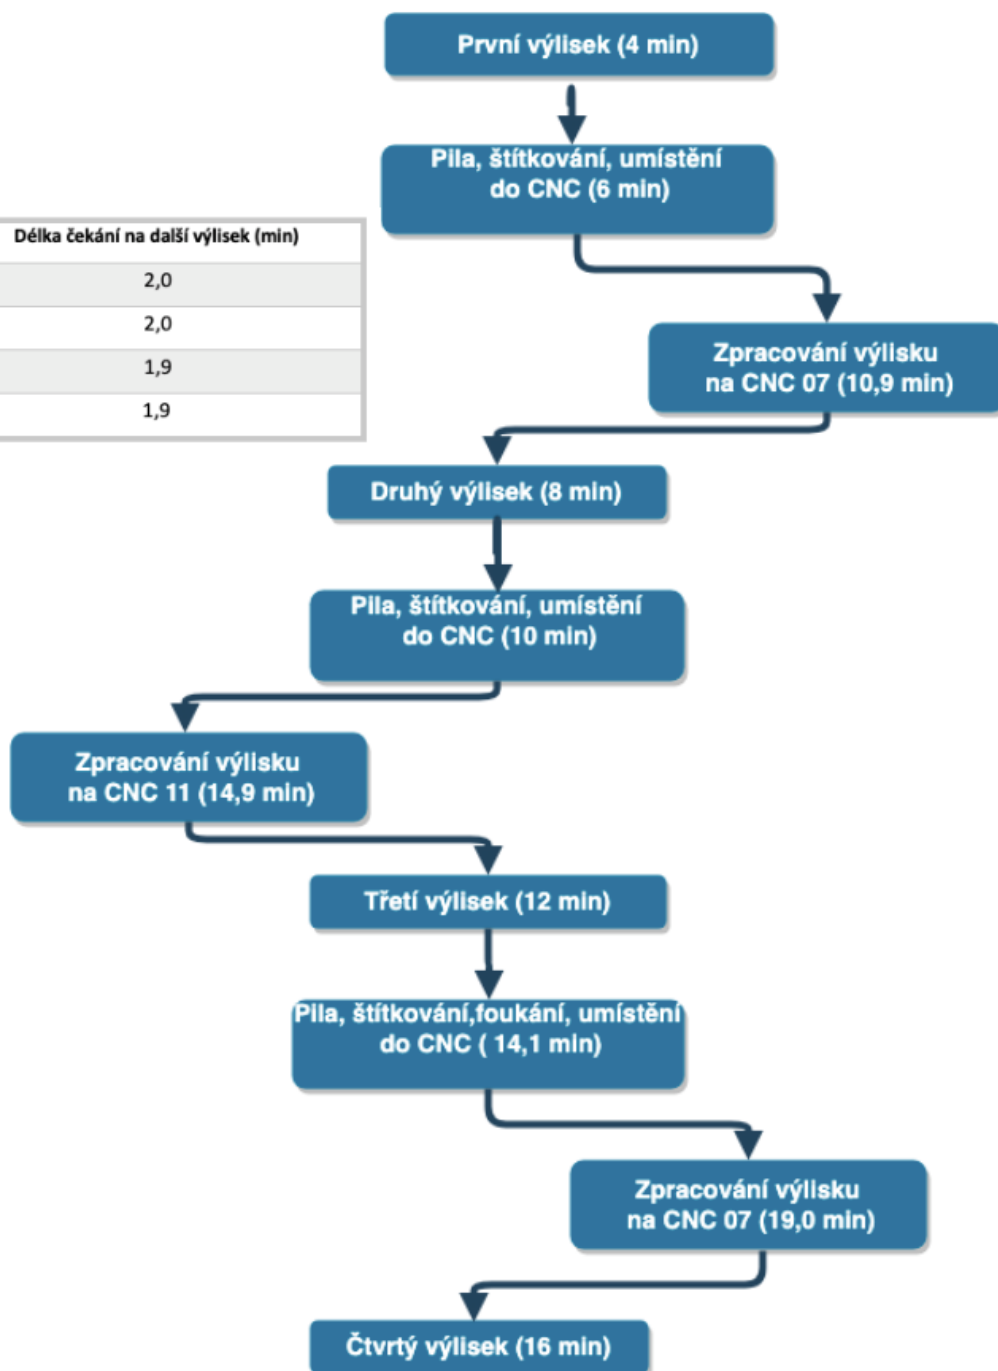 První výlisek (4 min)
Pila, štítkování, umístění
do CNC (6 min)
Délka čekání na další výlisek (min)
2,0
2,0
1,9
1,9
Zpracování výlisku
na CNC 07 (10,9 min)
Druhý výlisek (8 min)
Pila, štítkování, umístění
do CNC (10 min)
Zpracování výlisku
na CNC 11 (14,9 min)
Třetí výlisek (12 min)
Pila, štítkování,foukání, umístění
do CNC ( 14,1 min)
Zpracování výlisku
na CNC 07 (19,0 min)
Čtvrtý výlisek (16 min)